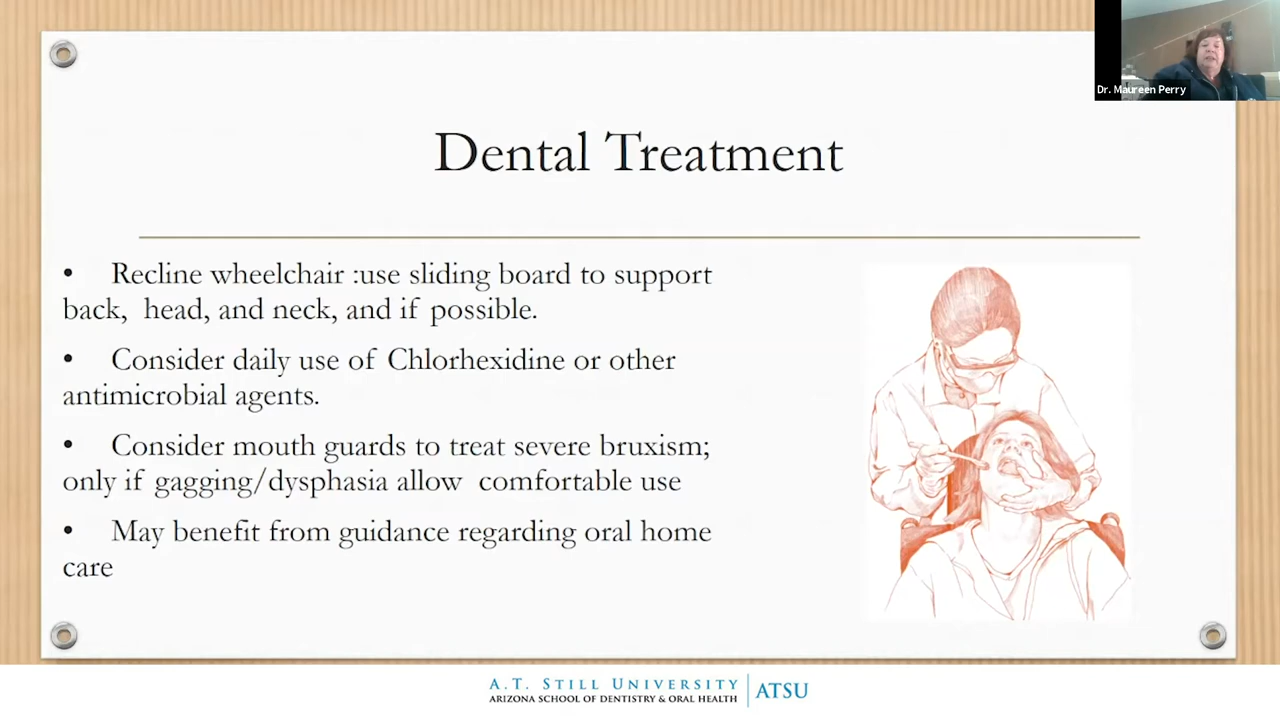 Dr. Maureen Perry
Dental Treatment
• Recline wheelchair :use sliding board to support
back, head, and neck, and if possible.
• Consider daily use of Chlorhexidine or other
antimicrobial agents.
• Consider mouth guards to treat severe bruxism;
only if gagging/dysphasia allow comfortable use
• May benefit from guidance regarding oral home
care
A.T. STILL UNIVERSITY
ARIZONA SCHOOL OF DENTISTRY & ORAL HEALTH
ATSU